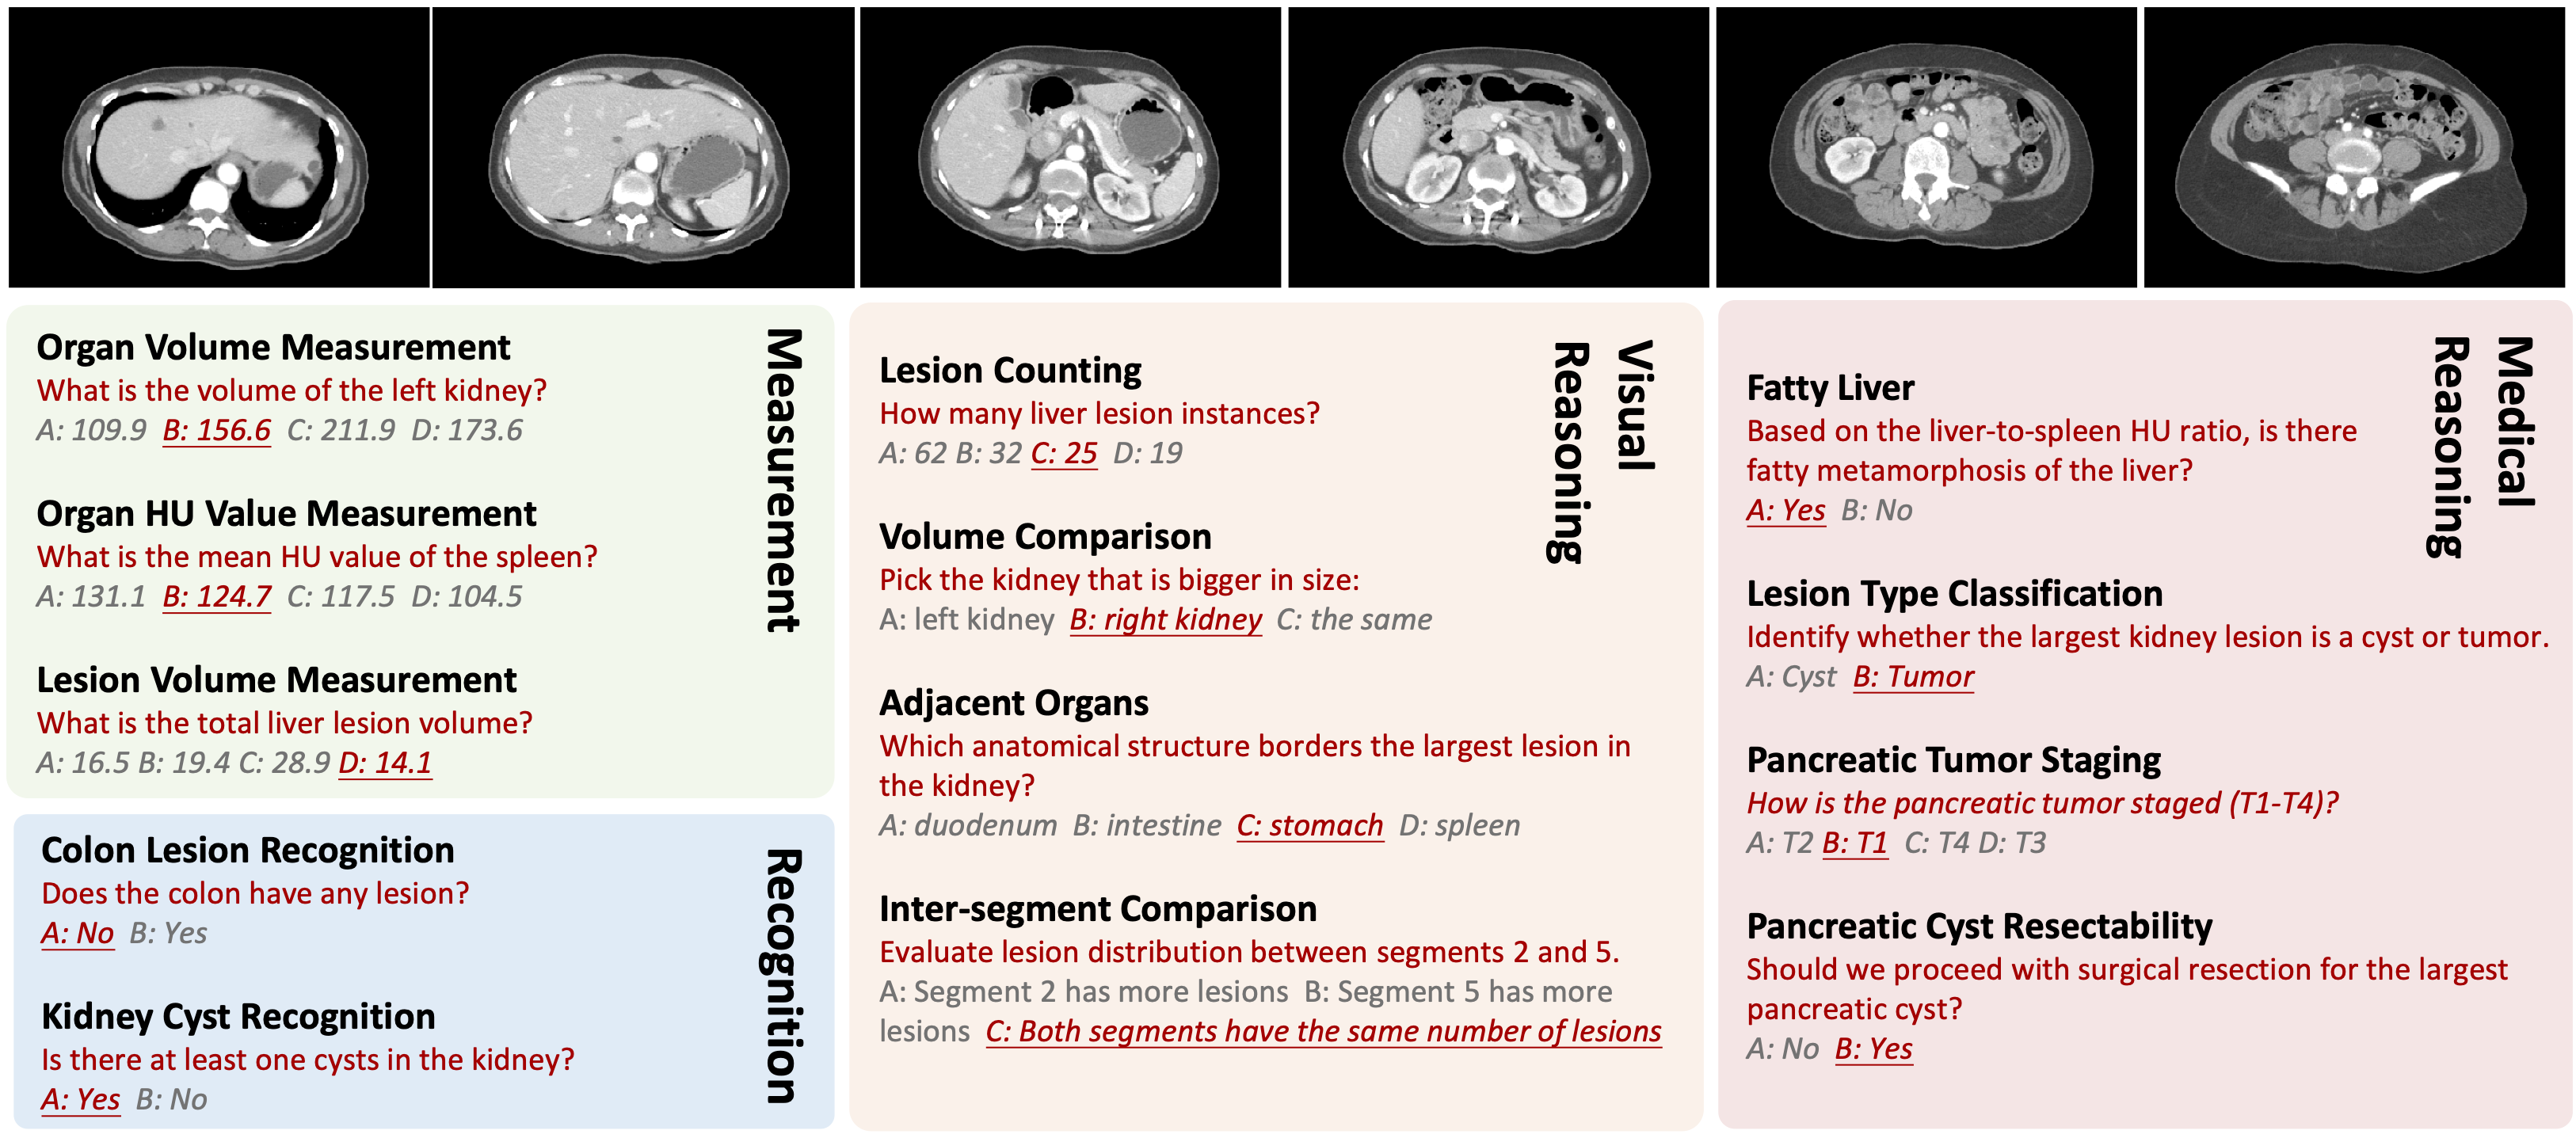 Measurement
Organ Volume Measurement
What is the volume of the left kidney?
A: 109.9 B: 156.6 C: 211.9 D: 173.6
Organ HU Value Measurement
What is the mean HU value of the spleen?
A: 131.1 B: 124.7 C: 117.5 D: 104.5
Lesion Volume Measurement
What is the total liver lesion volume?
A: 16.5 B: 19.4 C: 28.9 D: 14.1
Recognition
Colon Lesion Recognition
Does the colon have any lesion?
A: No B: Yes
Kidney Cyst Recognition
Is there at least one cysts in the kidney?
A: Yes B: No
Visual
Reasoning
Lesion Counting
How many liver lesion instances?
A: 62 B: 32 C: 25 D: 19
Volume Comparison
Pick the kidney that is bigger in size:
A: left kidney B: right kidney C: the same
Adjacent Organs
Which anatomical structure borders the largest lesion in
the kidney?
A: duodenum B: intestine C: stomach D: spleen
Inter-segment Comparison
Evaluate lesion distribution between segments 2 and 5.
A: Segment 2 has more lesions B: Segment 5 has more
lesions C: Both segments have the same number of lesions
Medical
Reasoning
Fatty Liver
Based on the liver-to-spleen HU ratio, is there
fatty metamorphosis of the liver?
A: Yes B: No
Lesion Type Classification
Identify whether the largest kidney lesion is a cyst or tumor.
A: Cyst B: Tumor
Pancreatic Tumor Staging
How is the pancreatic tumor staged (T1-T4)?
A: T2 B: T1 C: T4 D: T3
Pancreatic Cyst Resectability
Should we proceed with surgical resection for the largest
pancreatic cyst?
A: No B: Yes